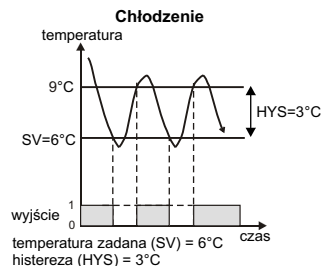 Chłodzenie
temperatura
9°C
HYS=3°C
SV=6°C
1
wyjście
0
czas
temperatura zadana (SV) = 6°C
histereza (HYS) = 3°C